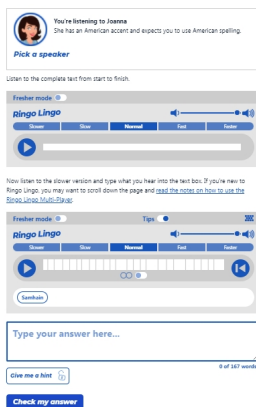 You're listening to Joanna
She has an American accent and expects you to use American spelling.
Pick a speaker
Listen to the complete text from start to finish.
Fresher mode
Ringo Lingo
Slower Slow Normal Fast Faster
Now listen to the slower version and type what you hear into the text box. If you're new to
Ringo Lingo, you may want to scroll down the page and read the notes on how to use the
Ringo Lingo Multi-Player.
Fresher mode Tips
Ringo Lingo
Slower Slow Normal Fast Faster
Samhain
Type your answer here...
0 of 167 words
Give me a hint
Check my answer